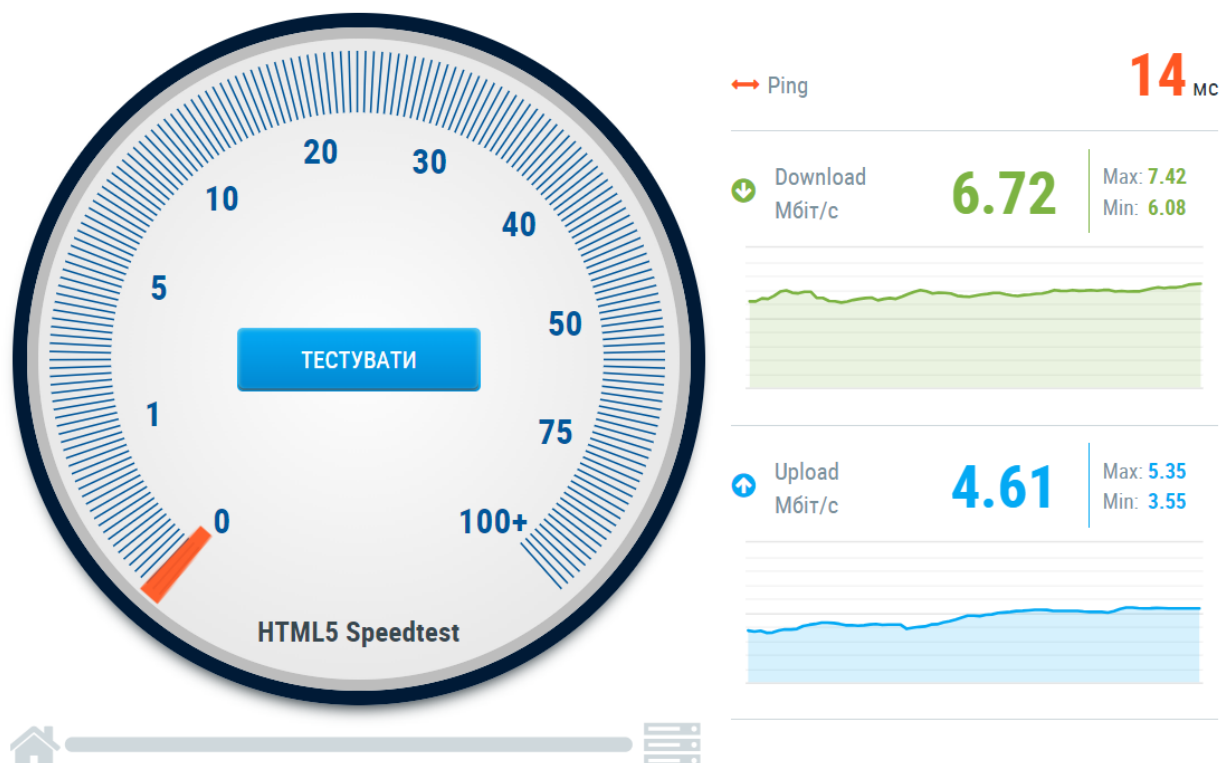 20
30
10
40
5
50
ТЕСТУВАТИ
1
75
0
100+
HTML5 Speedtest
Ping
14 мс
Download
Мбіт/с
6.72
Max: 7.42
Min: 6.08
Upload
Мбіт/с
4.61
Max: 5.35
Min: 3.55